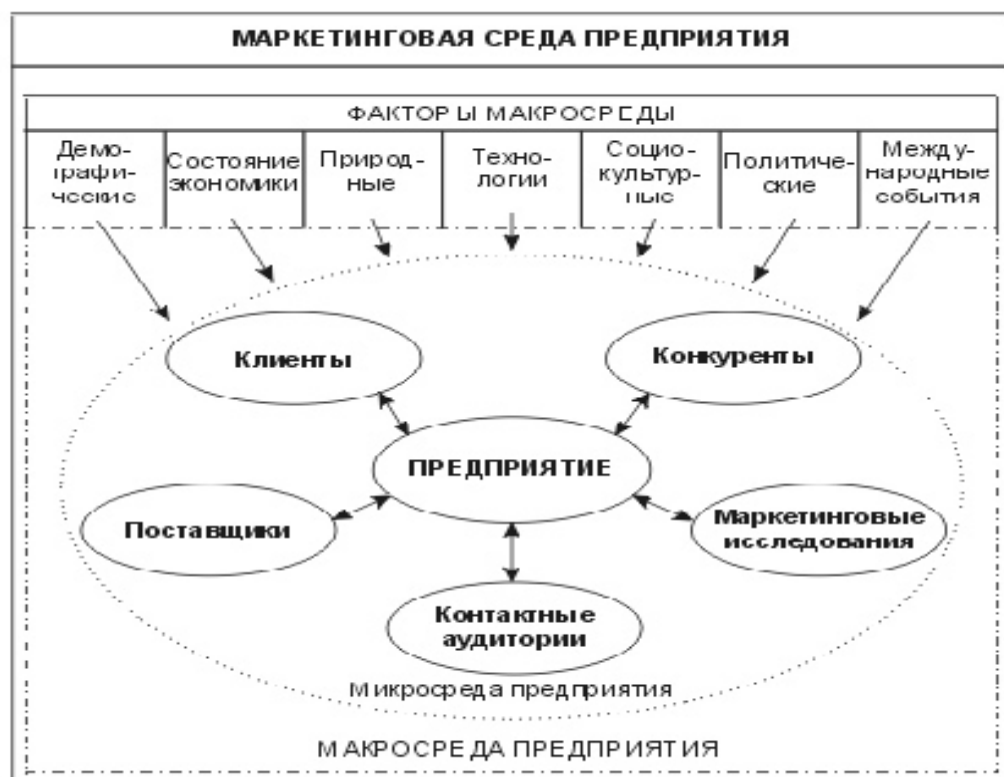 МАРКЕТИНГОВАЯ СРЕДА ПРЕДПРИЯТИЯ
ФАКТОРЫ МАКРОСРЕДЫ
Демо-
графи-
ческие
Состояние
экономики
Природ-
ные
Техно-
логии
Социо-
культур-
ные
Политиче-
ские
Между-
народные
события
Клиенты
Конкуренты
ПРЕДПРИЯТИЕ
Поставщики
Маркетинговые
исследования
Контактные
аудитории
Микросреда предприятия
МАКРОСРЕДА ПРЕДПРИЯТИЯ